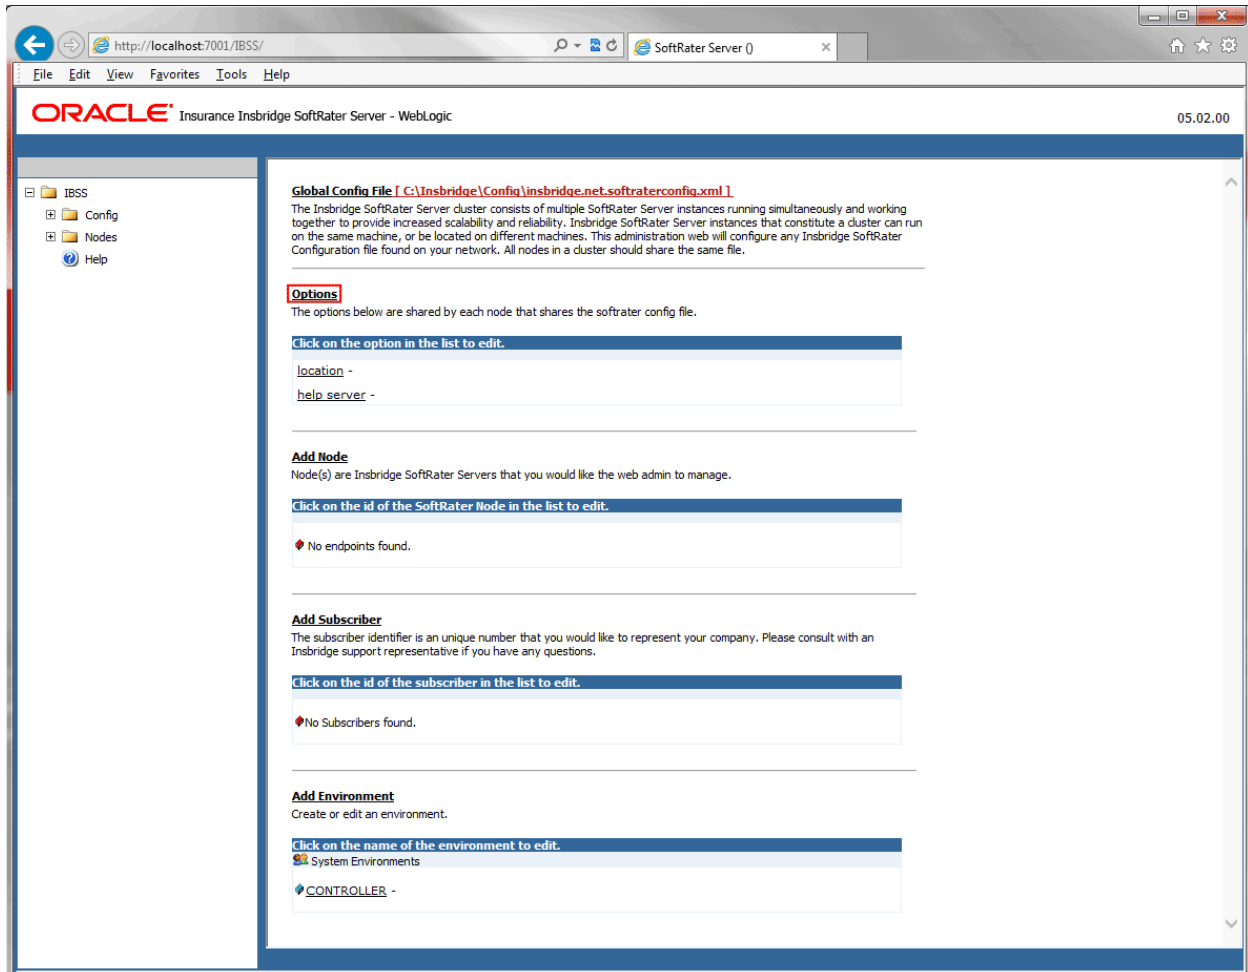 http://localhost:7001/IBSS/
SoftRater Server ()
File Edit View Favorites Tools Help
ORACLE® Insurance Insbridge SoftRater Server - WebLogic
05.02.00
IBSS
Config
Nodes
Help
Global Config File [ C:\Insbridge\Config\insbridge.net.softraterconfig.xml ]
The Insbridge SoftRater Server cluster consists of multiple SoftRater Server instances running simultaneously and working
together to provide increased scalability and reliability. Insbridge SoftRater Server instances that constitute a cluster can run
on the same machine, or be located on different machines. This administration web will configure any Insbridge SoftRater
Configuration file found on your network. All nodes in a cluster should share the same file.
Options
The options below are shared by each node that shares the softrater config file.
Click on the option in the list to edit.
location -
help server -
Add Node
Node(s) are Insbridge SoftRater Servers that you would like the web admin to manage.
Click on the id of the SoftRater Node in the list to edit.
No endpoints found.
Add Subscriber
The subscriber identifier is an unique number that you would like to represent your company. Please consult with an
Insbridge support representative if you have any questions.
Click on the id of the subscriber in the list to edit.
No Subscribers found.
Add Environment
Create or edit an environment.
Click on the name of the environment to edit.
System Environments
CONTROLLER -